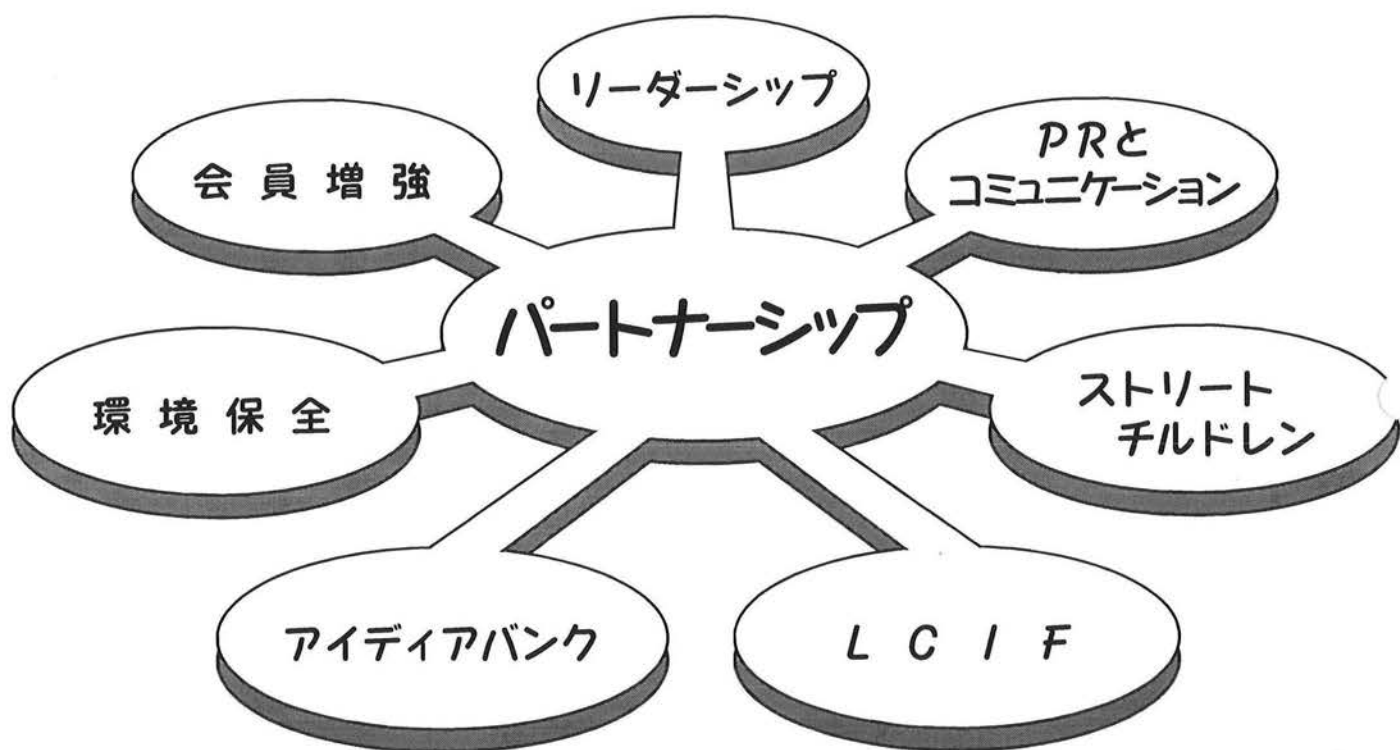 リーダーシップ
会員増強
PRと
コミュニケーション
パートナーシップ
環境保全
ストリート
チルドレン
アイディアバンク
LCIF